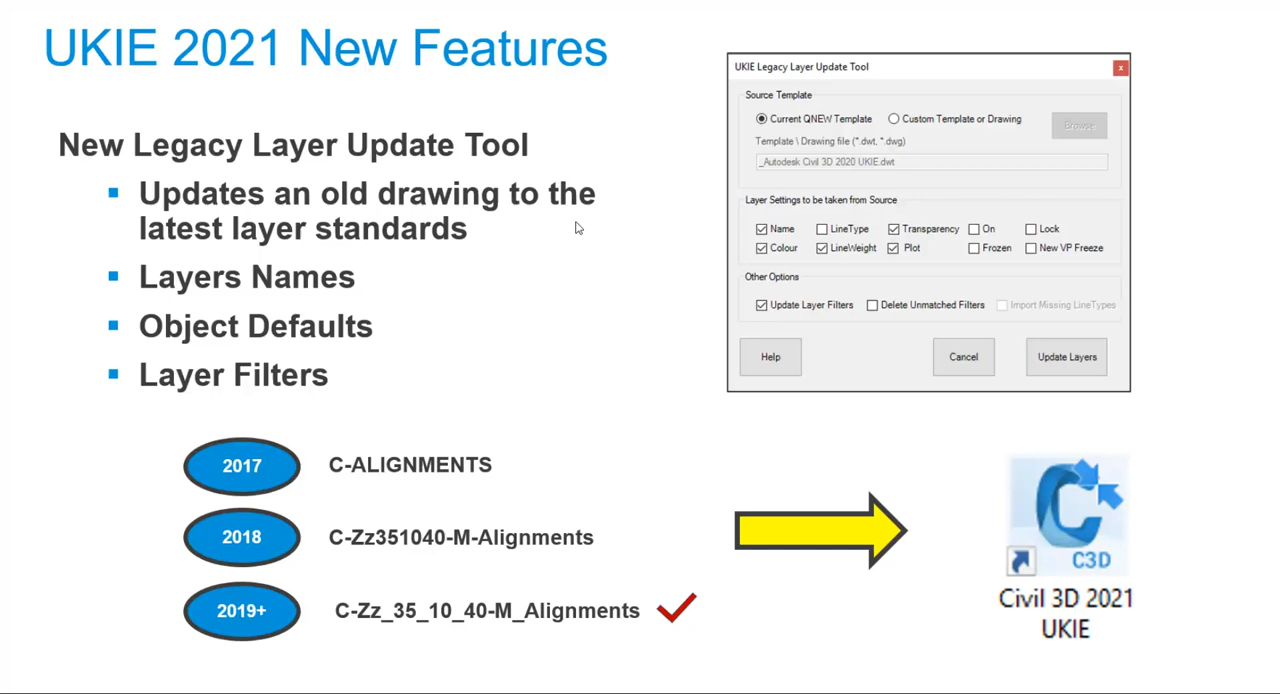 UKIE 2021 New Features
New Legacy Layer Update Tool
Updates an old drawing to the
latest layer standards
Layers Names
Object Defaults
Layer Filters
UKIE Legacy Layer Update Tool
x
Source Template
Current QNEW Template
Custom Template or Drawing
Browse
Template \ Drawing file (*.dwt, *.dwg)
_Autodesk Civil 3D 2020 UKIE.dwt
Layer Settings to be taken from Source
Name LineType Transparency On Lock
Colour LineWeight Plot Frozen New VP Freeze
Other Options
Update Layer Filters Delete Unmatched Filters Import Missing LineTypes
Help Cancel Update Layers
2017 C-ALIGNMENTS
2018 C-Zz351040-M-Alignments
2019+ C-Zz_35_10_40-M_Alignments
C3D
Civil 3D 2021
UKIE